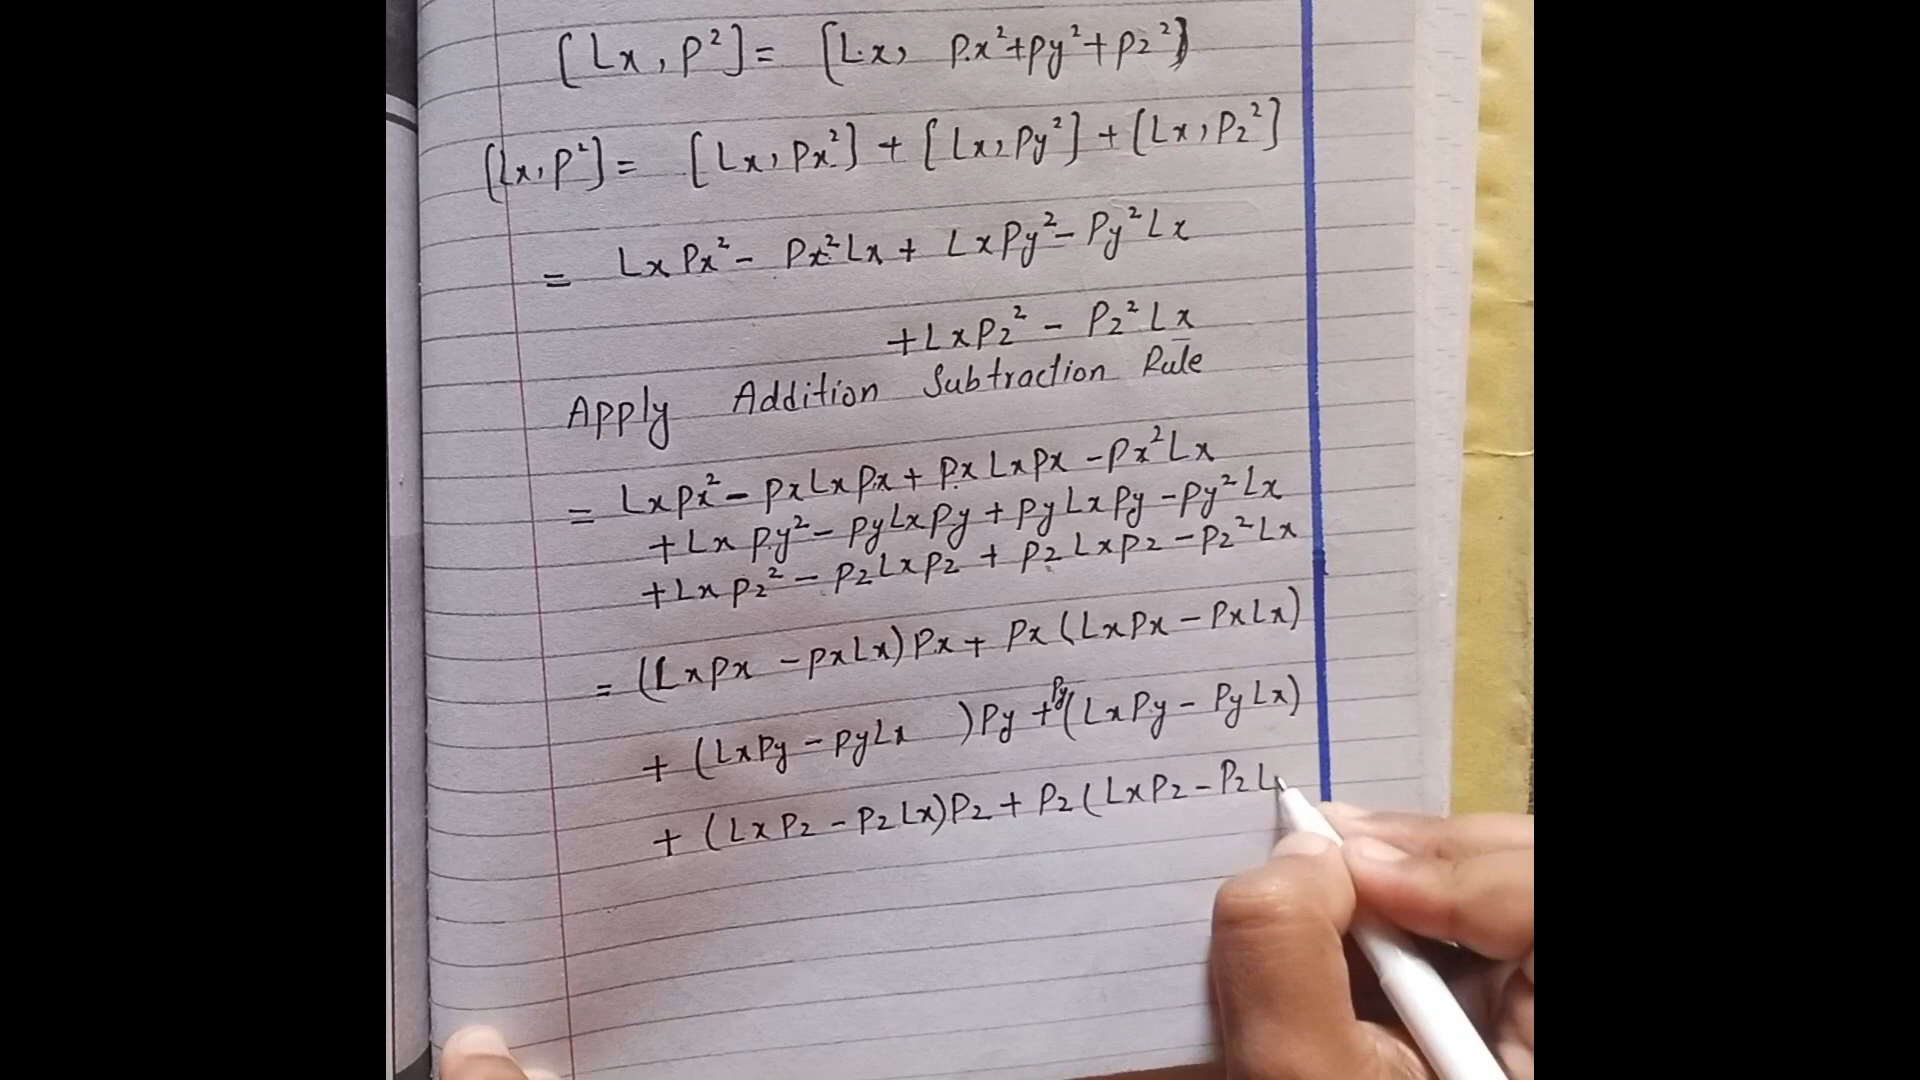 [Lx, p²] = [Lx, px²+py²+pz²]
[Lx, p²] = [Lx, Px²] + [Lx, Py²] + [Lx, Pz²]
= LxPx² - Px²Lx + LxPy² - Py²Lx
+LxPz² - Pz²Lx
Apply Addition Subtraction Rule
= Lxpx² - pxLxpx + pxLxpx - px²Lx
+Lxpy² - pyLxpy + pyLxpy - py²Lx
+Lxpz² - pzLxpz + pzLxpz - pz²Lx
= (Lxpx - pxLx)Px + Px(LxPx - PxLx)
+ (LxPy - pyLx )Py + Py(LxPy - PyLx)
+ (LxPz - PzLx)Pz + Pz(LxPz - PzL